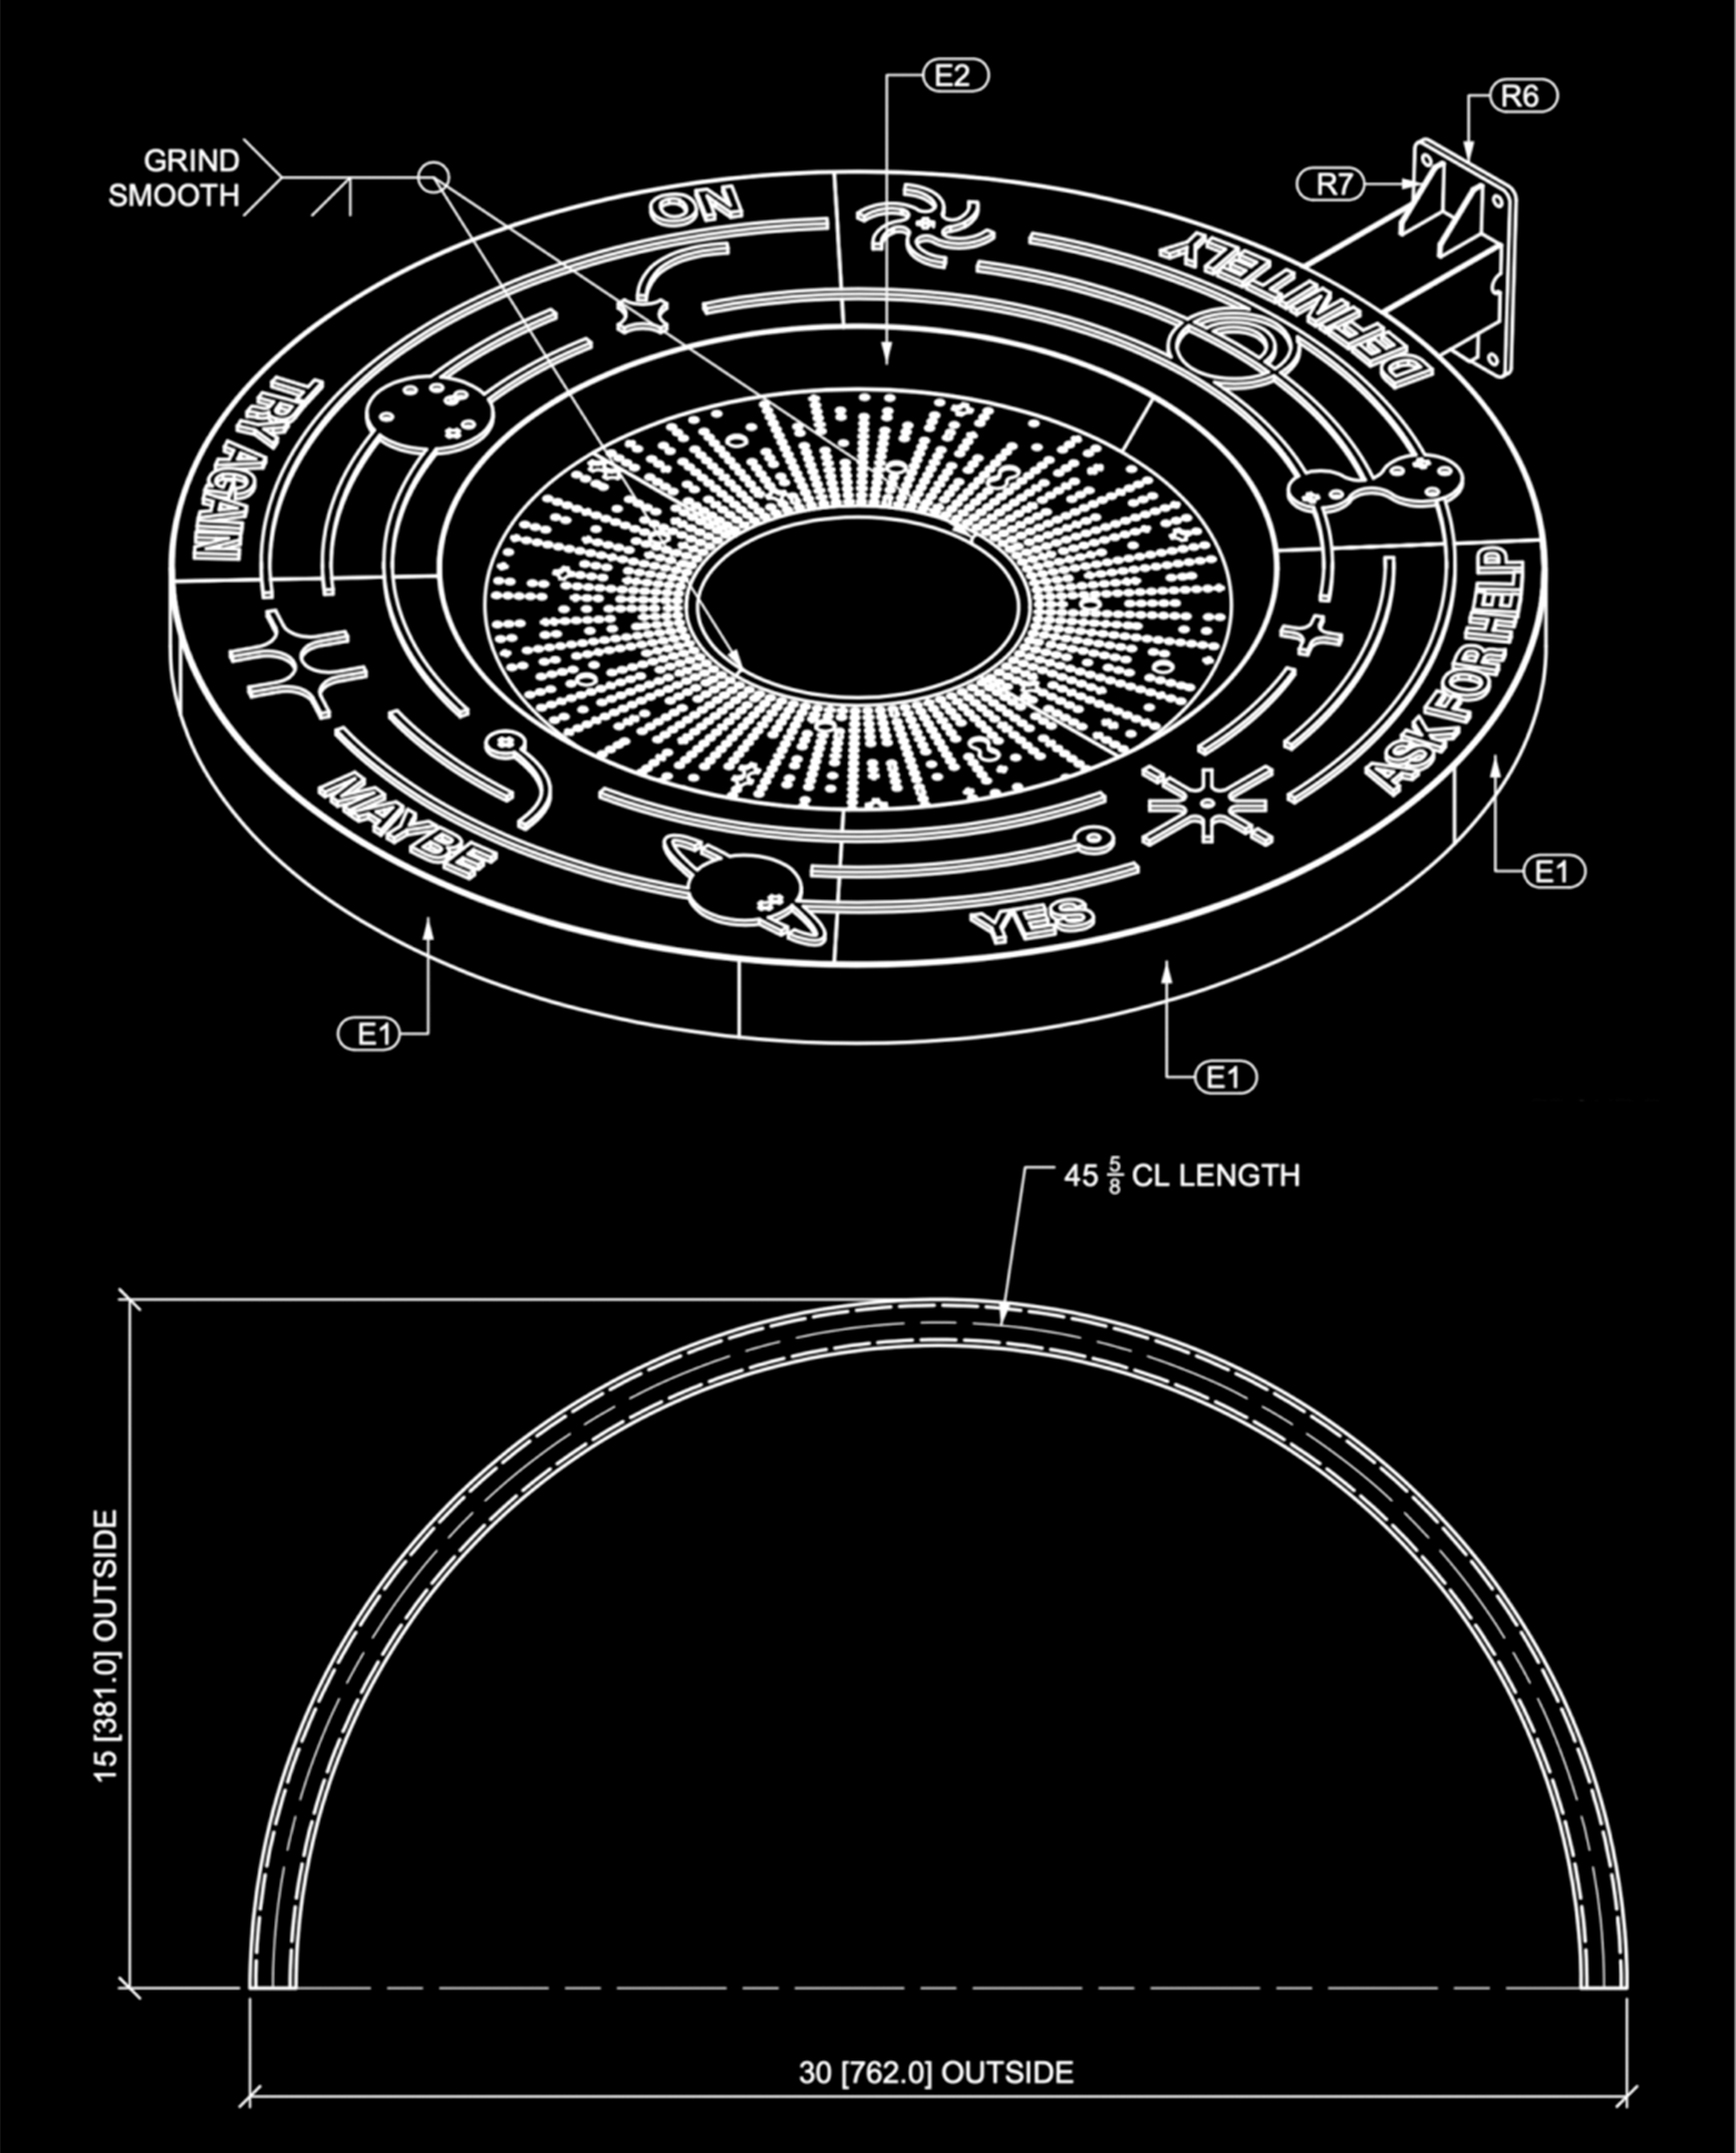 E2
R6
GRIND
SMOOTH
R7
NO
DEFINITELY
TRY AGAIN
ASK FOR HELP
MAYBE
YES
E1
E1
E1
45 5/8 CL LENGTH
15 [381.0] OUTSIDE
30 [762.0] OUTSIDE